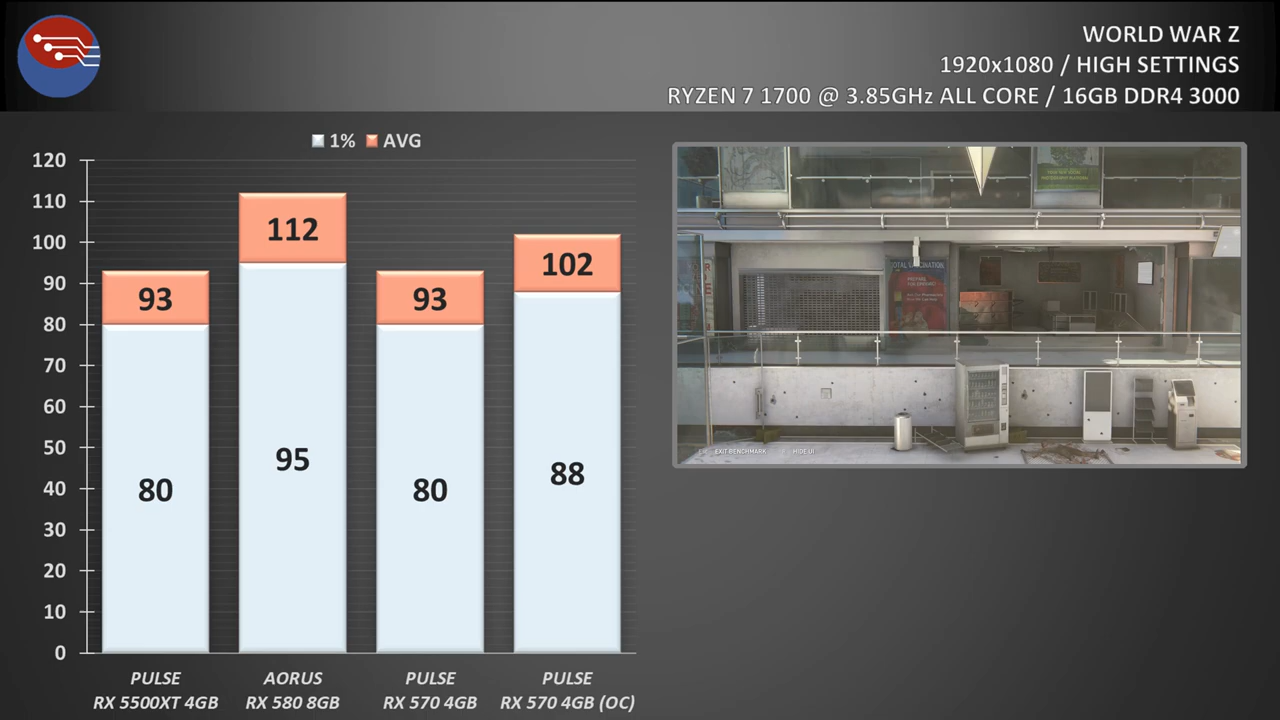 WORLD WAR Z
1920x1080 / HIGH SETTINGS
RYZEN 7 1700 @ 3.85GHz ALL CORE / 16GB DDR4 3000
1% AVG
120
110
100
90
80
70
60
50
40
30
20
10
0
93
112
93
102
80
95
80
88
PULSE
RX 5500XT 4GB
AORUS
RX 580 8GB
PULSE
RX 570 4GB
PULSE
RX 570 4GB (OC)
EXIT BENCHMARK
HIDE UI